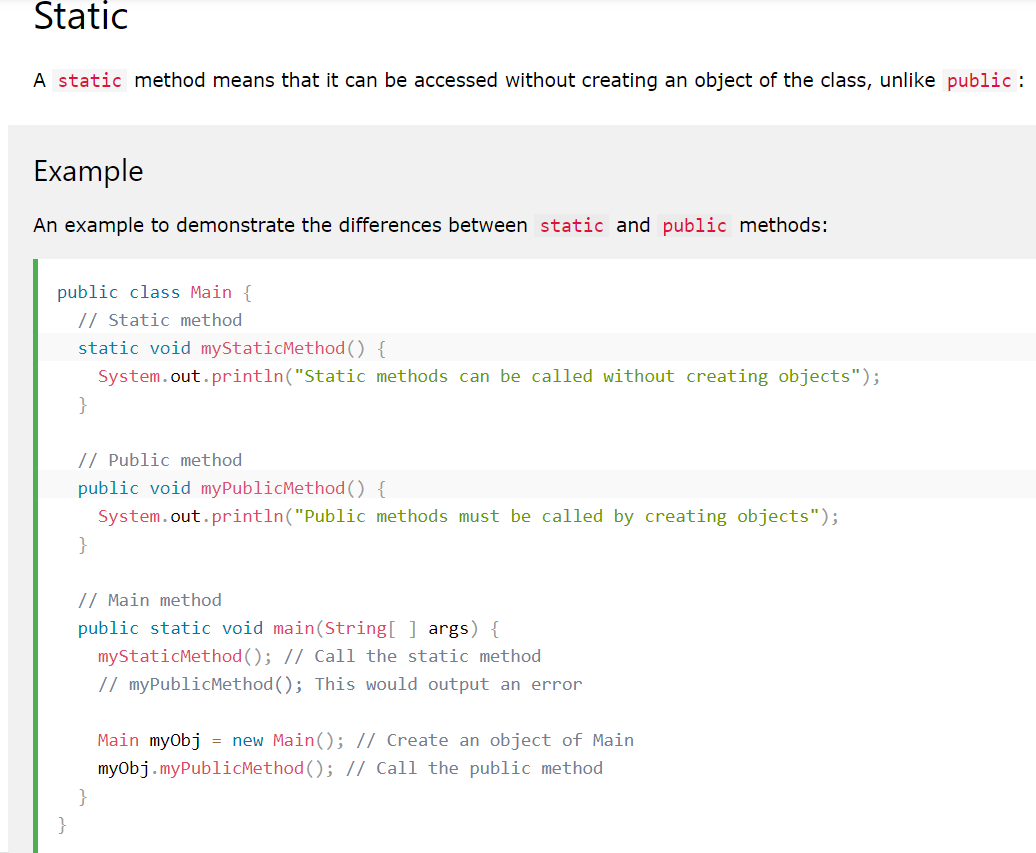 Static
A static method means that it can be accessed without creating an object of the class, unlike public:
Example
An example to demonstrate the differences between static and public methods:
public class Main {
  // Static method
  static void myStaticMethod() {
    System.out.println("Static methods can be called without creating objects");
  }

  // Public method
  public void myPublicMethod() {
    System.out.println("Public methods must be called by creating objects");
  }

  // Main method
  public static void main(String[ ] args) {
    myStaticMethod(); // Call the static method
    // myPublicMethod(); This would output an error

    Main myObj = new Main(); // Create an object of Main
    myObj.myPublicMethod(); // Call the public method
  }
}